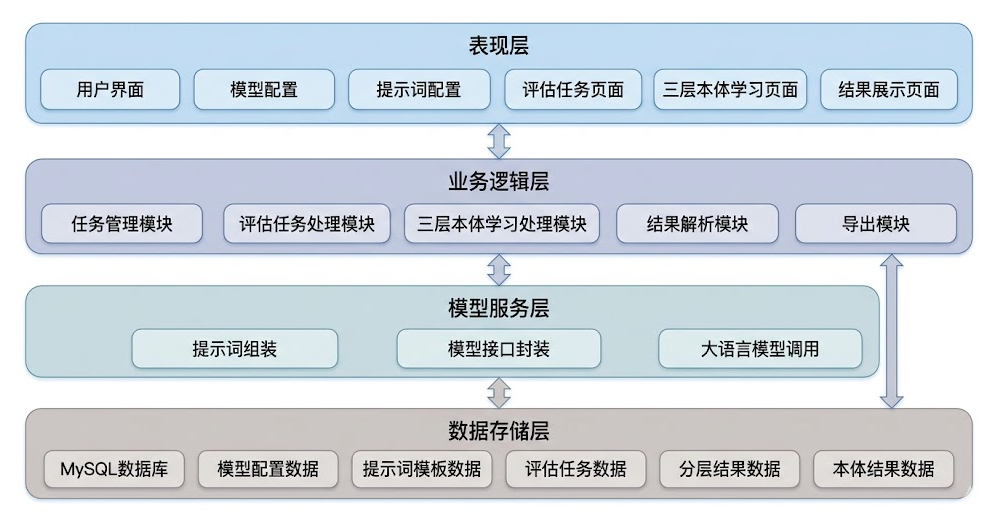 表现层
用户界面 模型配置 提示词配置 评估任务页面 三层本体学习页面 结果展示页面
业务逻辑层
任务管理模块 评估任务处理模块 三层本体学习处理模块 结果解析模块 导出模块
模型服务层
提示词组装 模型接口封装 大语言模型调用
数据存储层
MySQL数据库 模型配置数据 提示词模板数据 评估任务数据 分层结果数据 本体结果数据